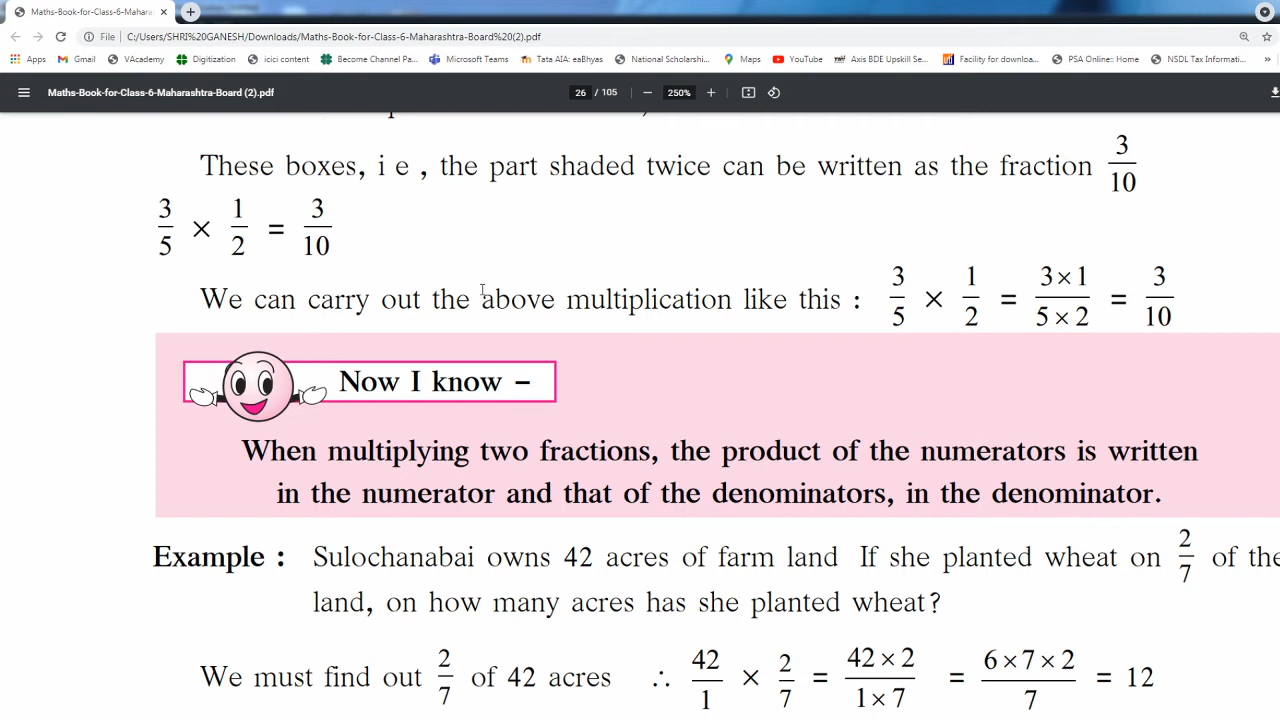 Maths-Book-for-Class-6-Mahara
File | C:/Users/SHRI%20GANESH/Downloads/Maths-Book-for-Class-6-Maharashtra-Board%20(2).pdf
Apps Gmail VAcademy Digitization icici content Become Channel Pa... Microsoft Teams Tata AIA: eaBhyas National Scholarshi... Maps YouTube Axis BDE Upskill Se... Facility for downloa... PSA Online:: Home NSDL Tax Informati... »
Maths-Book-for-Class-6-Maharashtra-Board (2).pdf 26 / 105 250%
These boxes, i e , the part shaded twice can be written as the fraction 3/10
3/5 × 1/2 = 3/10
We can carry out the above multiplication like this : 3/5 × 1/2 = 3×1/5×2 = 3/10
Now I know –
When multiplying two fractions, the product of the numerators is written
in the numerator and that of the denominators, in the denominator.
Example : Sulochanabai owns 42 acres of farm land If she planted wheat on 2/7 of the
land, on how many acres has she planted wheat?
We must find out 2/7 of 42 acres ∴ 42/1 × 2/7 = 42×2/1×7 = 6×7×2/7 = 12